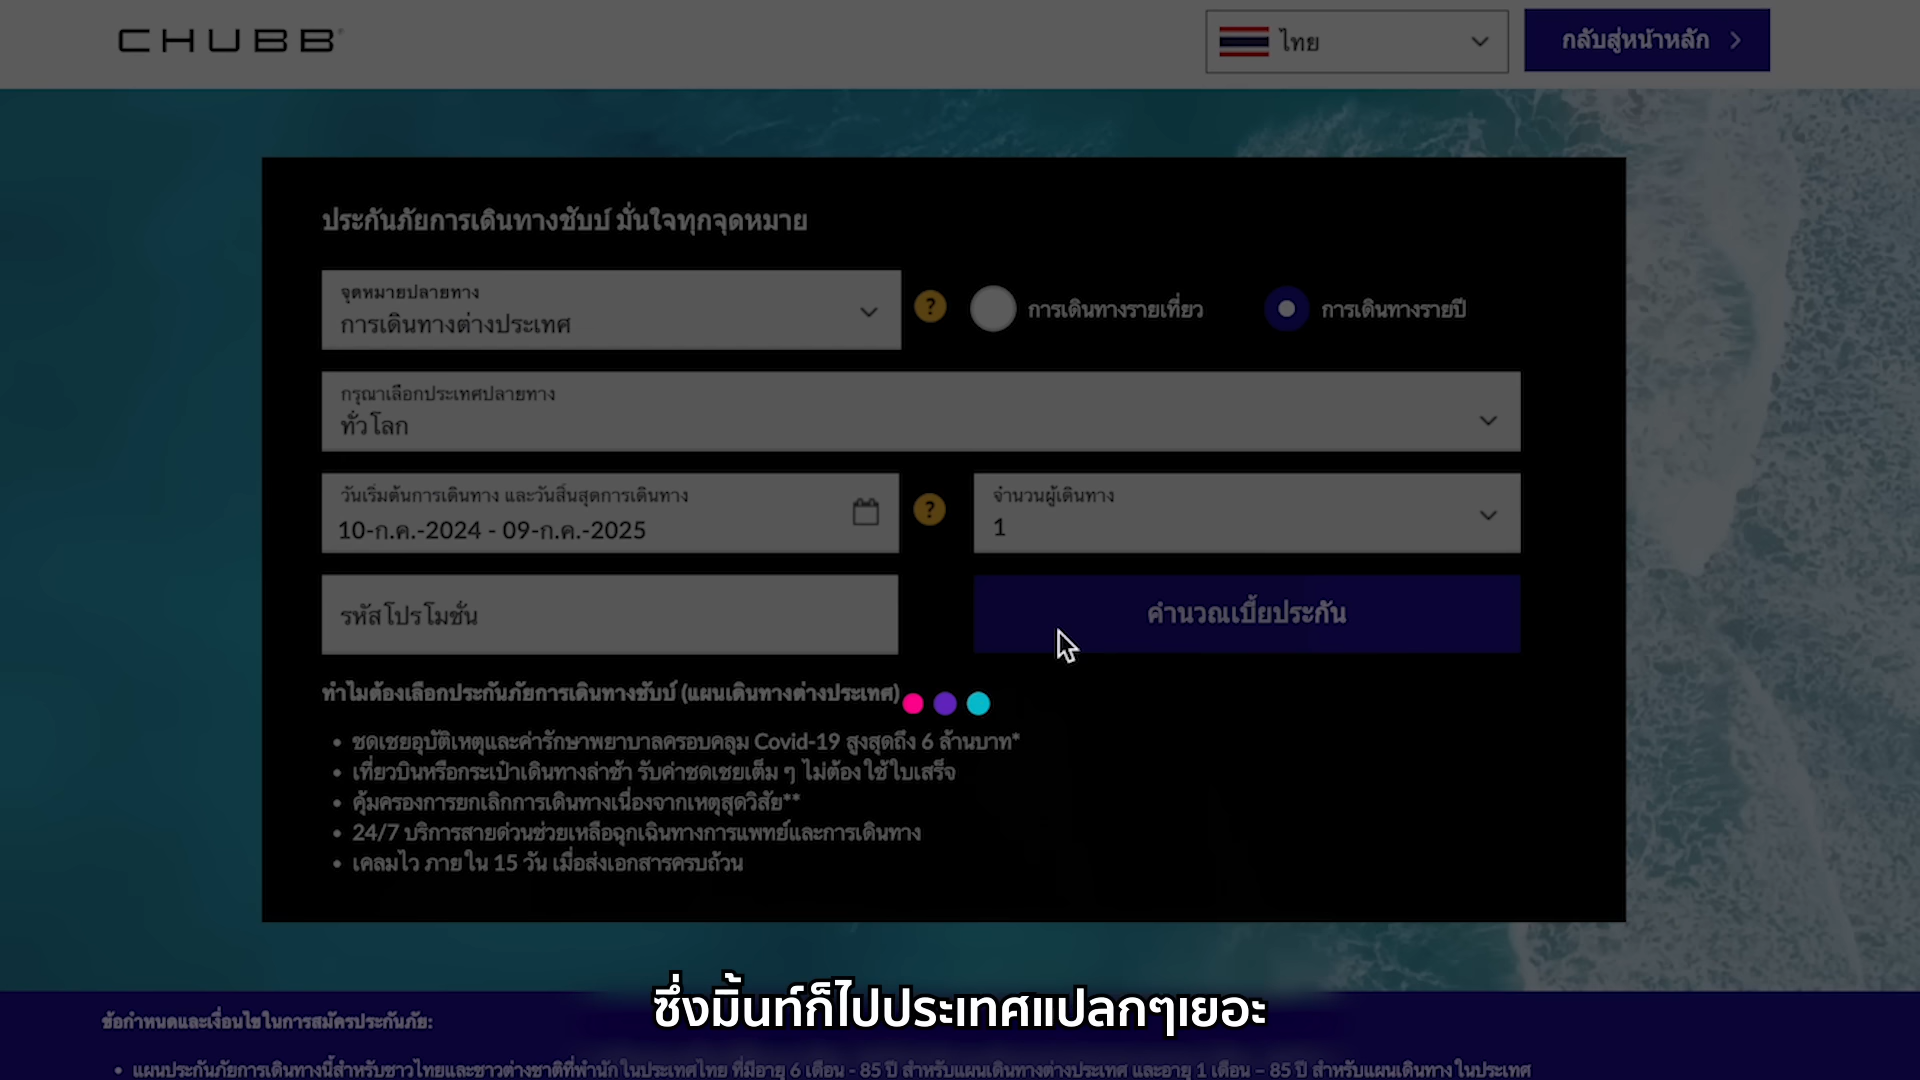 CHUBB
ไทย
กลับสู่หน้าหลัก
ประกันภัยการเดินทางชับบ์ มั่นใจทุกจุดหมาย
จุดหมายปลายทาง
การเดินทางต่างประเทศ
?
การเดินทางรายเที่ยว
การเดินทางรายปี
กรุณาเลือกประเทศปลายทาง
ทั่วโลก
วันเริ่มต้นการเดินทาง และวันสิ้นสุดการเดินทาง
10-ก.ค.-2024 - 09-ก.ค.-2025
?
จำนวนผู้เดินทาง
1
รหัสโปรโมชั่น
คำนวณเบี้ยประกัน
ทำไมต้องเลือกประกันภัยการเดินทางชับบ์ (แผนเดินทางต่างประเทศ)
• ชดเชยอุบัติเหตุและค่ารักษาพยาบาลครอบคลุม Covid-19 สูงสุดถึง 6 ล้านบาท*
• เที่ยวบินหรือกระเป๋าเดินทางล่าช้า รับค่าชดเชยเต็ม ๆ ไม่ต้องใช้ใบเสร็จ
• คุ้มครองการยกเลิกการเดินทางเนื่องจากเหตุสุดวิสัย**
• 24/7 บริการสายด่วนช่วยเหลือฉุกเฉินทางการแพทย์และการเดินทาง
• เคลมไว ภายใน 15 วัน เมื่อส่งเอกสารครบถ้วน
ซึ่งมิ้นท์ก็ไปประเทศแปลกๆเยอะ
ข้อกำหนดและเงื่อนไขในการสมัครประกันภัย:
• แผนประกันภัยการเดินทางนี้สำหรับชาวไทยและชาวต่างชาติที่พำนักในประเทศไทย ที่มีอายุ 6 เดือน - 85 ปี สำหรับแผนเดินทางต่างประเทศ และอายุ 1 เดือน – 85 ปี สำหรับแผนเดินทางในประเทศ